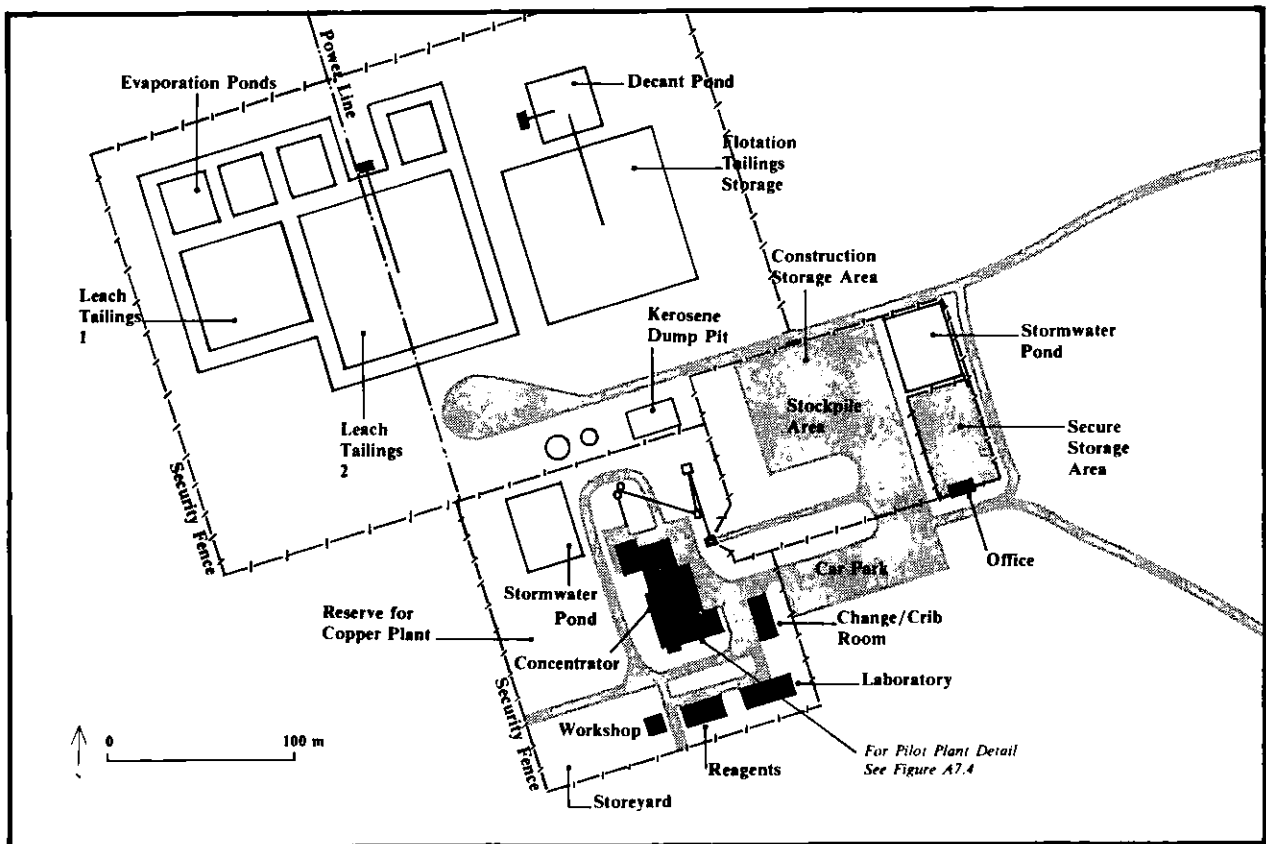 Power Line
Evaporation Ponds
Decant Pond
Flotation
Tailings
Storage
Construction
Storage Area
Leach
Tailings
1
Kerosene
Dump Pit
Stormwater
Pond
Stockpile
Area
Leach
Tailings
2
Secure
Storage
Area
Security Fence
Office
Car Park
Stormwater
Pond
Reserve for
Copper Plant
Change/Crib
Room
Concentrator
Laboratory
Security Fence
Workshop
0 100 m
For Pilot Plant Detail
See Figure A7.4
Reagents
Storeyard